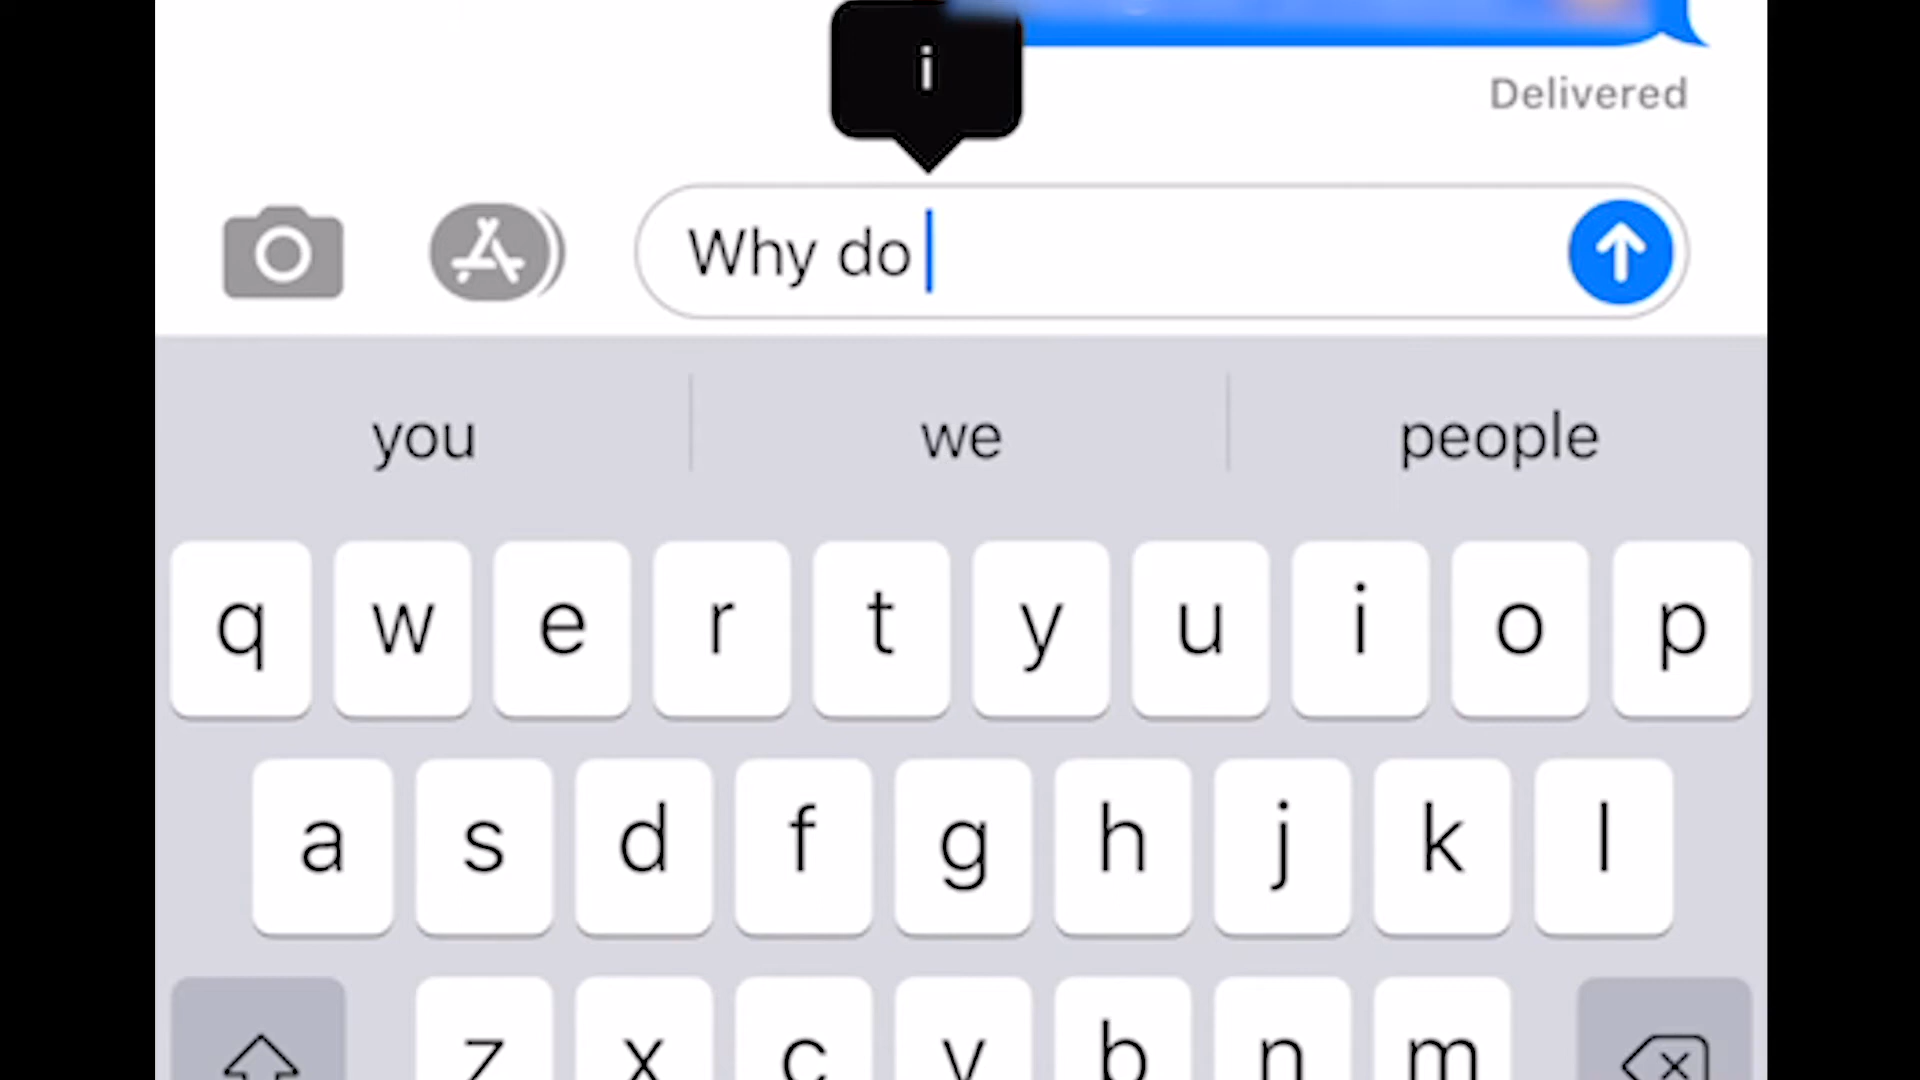 i
Delivered
Why do
you we people
q w e r t y u i o p
a s d f g h j k l
z x c v b n m